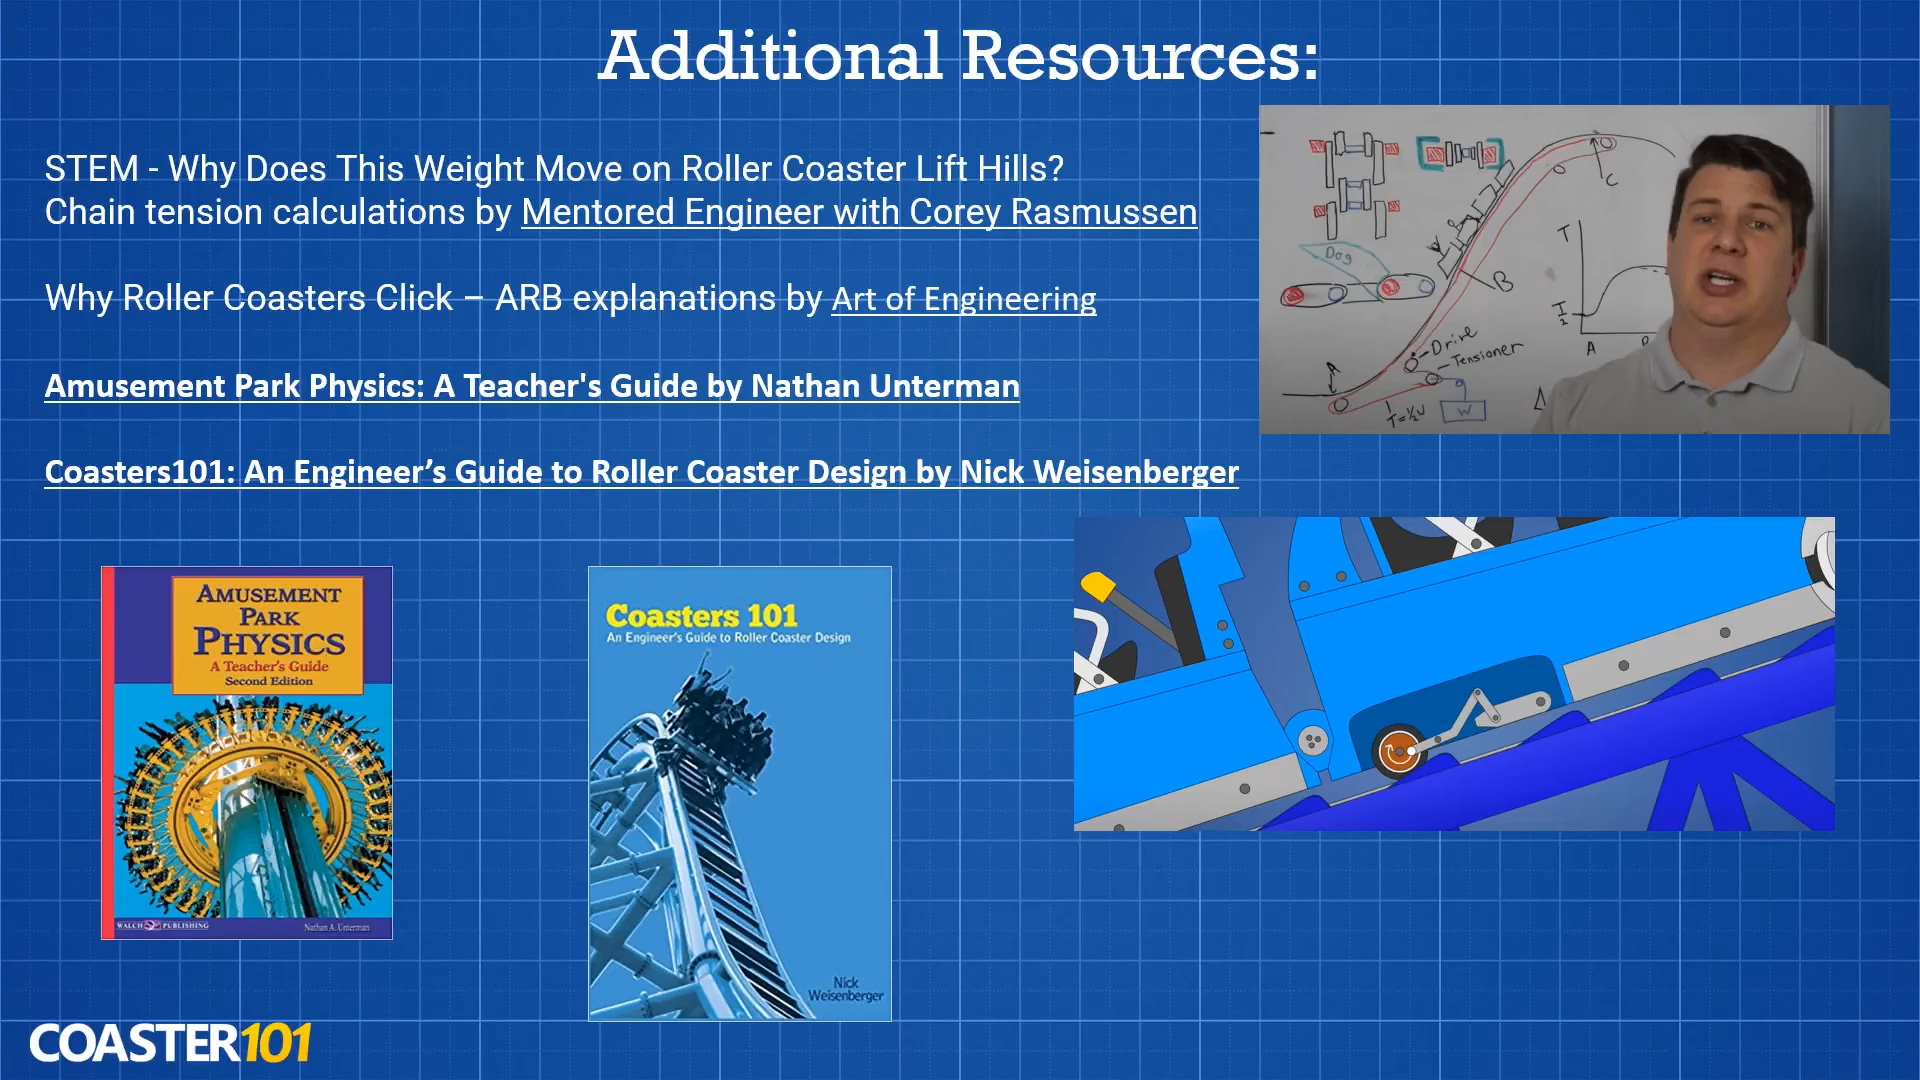 Additional Resources:
STEM - Why Does This Weight Move on Roller Coaster Lift Hills?
Chain tension calculations by Mentored Engineer with Corey Rasmussen
Why Roller Coasters Click – ARB explanations by Art of Engineering
Amusement Park Physics: A Teacher's Guide by Nathan Unterman
Coasters101: An Engineer’s Guide to Roller Coaster Design by Nick Weisenberger
Dog
C
B
T
T/2
A
Drive
Tensioner
A
T=½W
W
AMUSEMENT
PARK
PHYSICS
A Teacher's Guide
Second Edition
WALCH PUBLISHING
Nathan A. Unterman
Coasters 101
An Engineer's Guide to Roller Coaster Design
Nick
Weisenberger
COASTER101